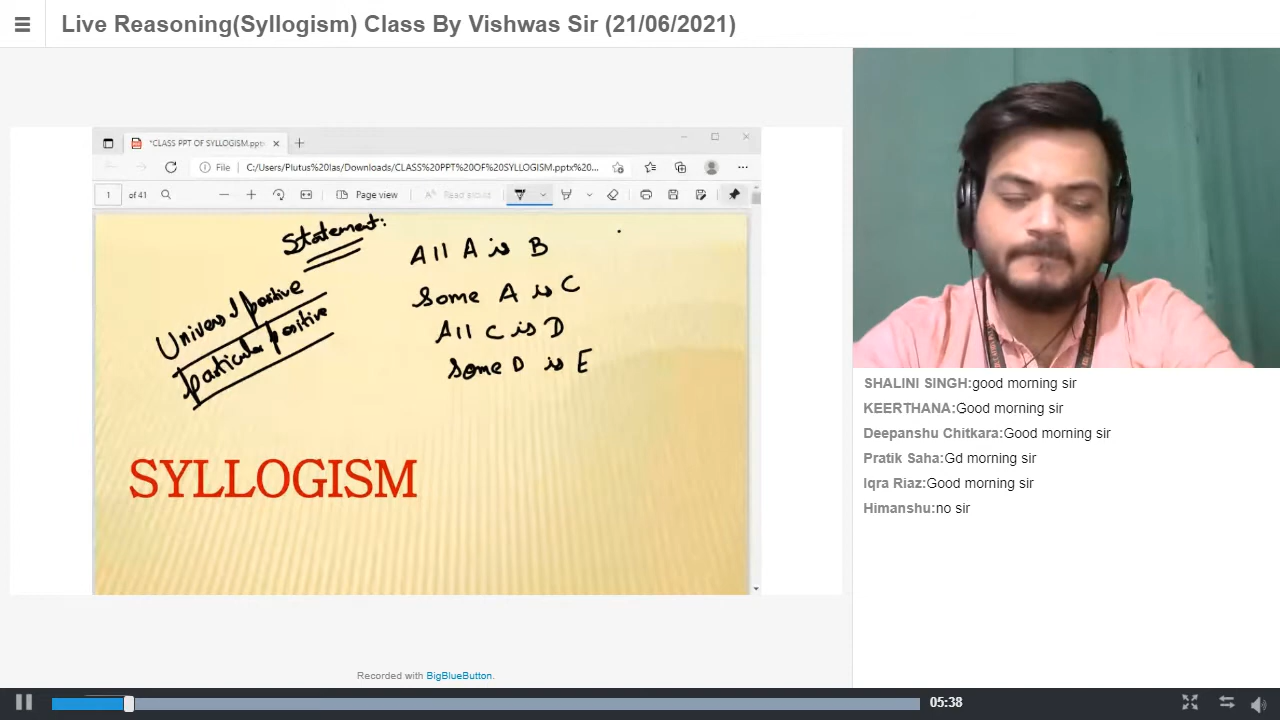 Live Reasoning(Syllogism) Class By Vishwas Sir (21/06/2021)
*CLASS PPT OF SYLLOGISM.pptx
File
C:/Users/Plutus%20Ias/Downloads/CLASS%20PPT%20OF%20SYLLOGISM.pptx%20...
1 of 41
Page view
Read aloud
Statement:
All A is B
Some A is C
All C is D
Some D is E
Universal positive
Particular positive
SYLLOGISM
SHALINI SINGH:good morning sir
KEERTHANA:Good morning sir
Deepanshu Chitkara:Good morning sir
Pratik Saha:Gd morning sir
Iqra Riaz:Good morning sir
Himanshu:no sir
Recorded with BigBlueButton.
05:38